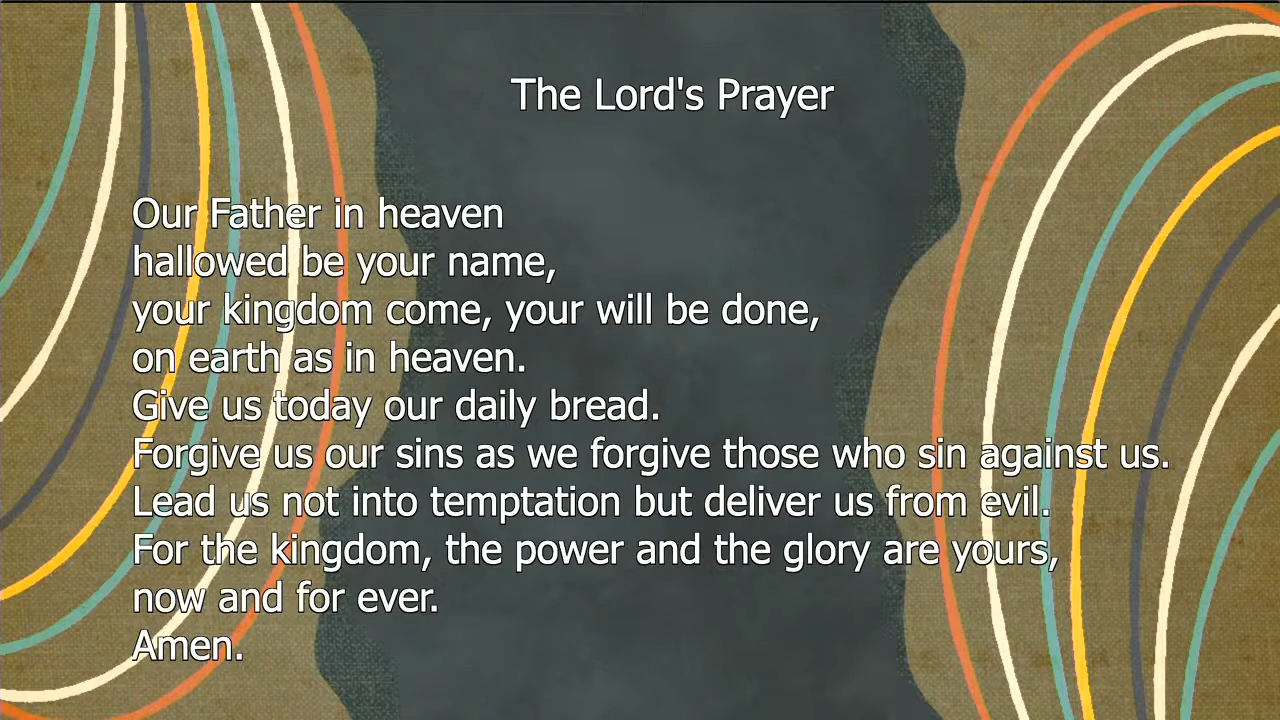 The Lord's Prayer
Our Father in heaven
hallowed be your name,
your kingdom come, your will be done,
on earth as in heaven.
Give us today our daily bread.
Forgive us our sins as we forgive those who sin against us.
Lead us not into temptation but deliver us from evil.
For the kingdom, the power and the glory are yours,
now and for ever.
Amen.